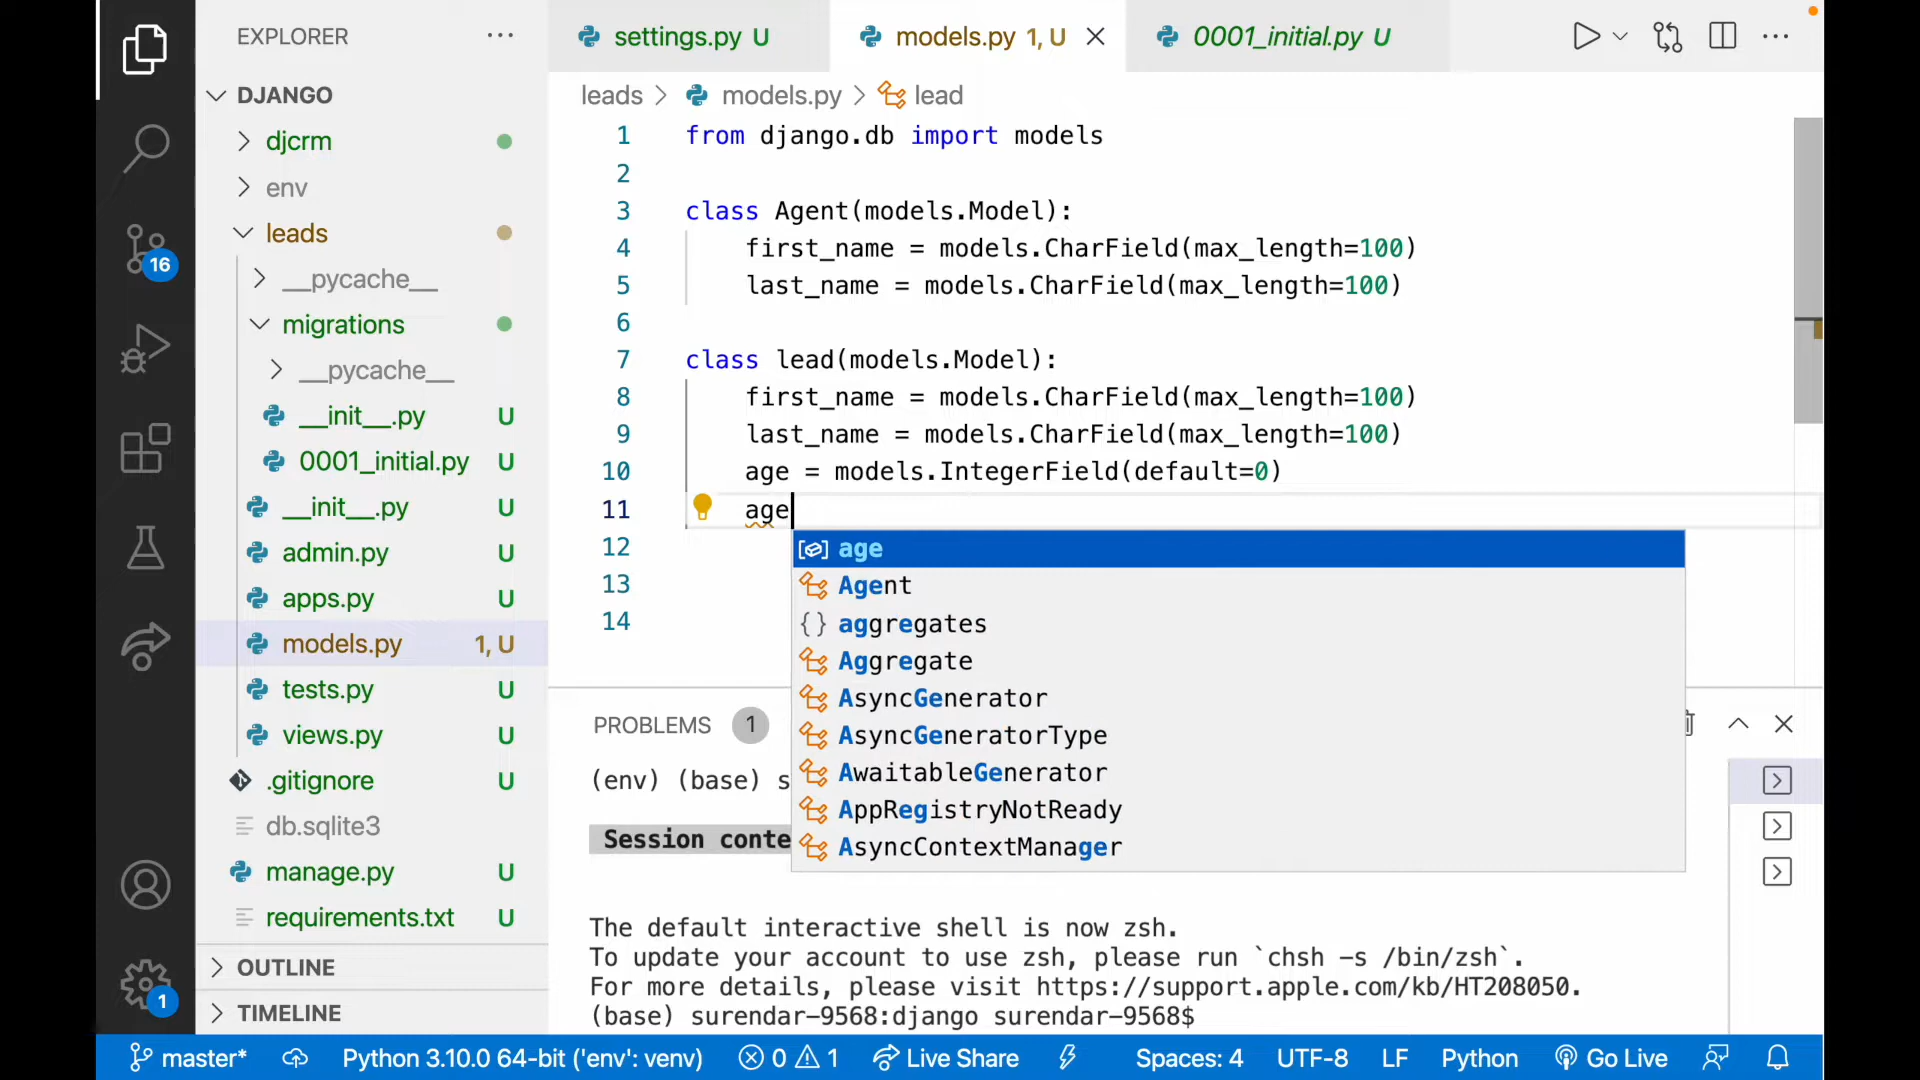 EXPLORER
DJANGO
djcrm
env
leads
__pycache__
migrations
__pycache__
__init__.py U
0001_initial.py U
__init__.py U
admin.py U
apps.py U
models.py 1, U
tests.py U
views.py U
.gitignore U
db.sqlite3
manage.py U
requirements.txt U
OUTLINE
TIMELINE
16
1
settings.py U
models.py 1, U
0001_initial.py U
leads > models.py > lead
1 from django.db import models
2
3 class Agent(models.Model):
4 first_name = models.CharField(max_length=100)
5 last_name = models.CharField(max_length=100)
6
7 class lead(models.Model):
8 first_name = models.CharField(max_length=100)
9 last_name = models.CharField(max_length=100)
10 age = models.IntegerField(default=0)
11 age
12
13
14
[] age
Agent
{} aggregates
Aggregate
AsyncGenerator
AsyncGeneratorType
AwaitableGenerator
AppRegistryNotReady
AsyncContextManager
PROBLEMS 1
(env) (base) s
Session conte
The default interactive shell is now zsh.
To update your account to use zsh, please run `chsh -s /bin/zsh`.
For more details, please visit https://support.apple.com/kb/HT208050.
(base) surendar-9568:django surendar-9568$
master* Python 3.10.0 64-bit ('env': venv) 0 1 Live Share Spaces: 4 UTF-8 LF Python Go Live